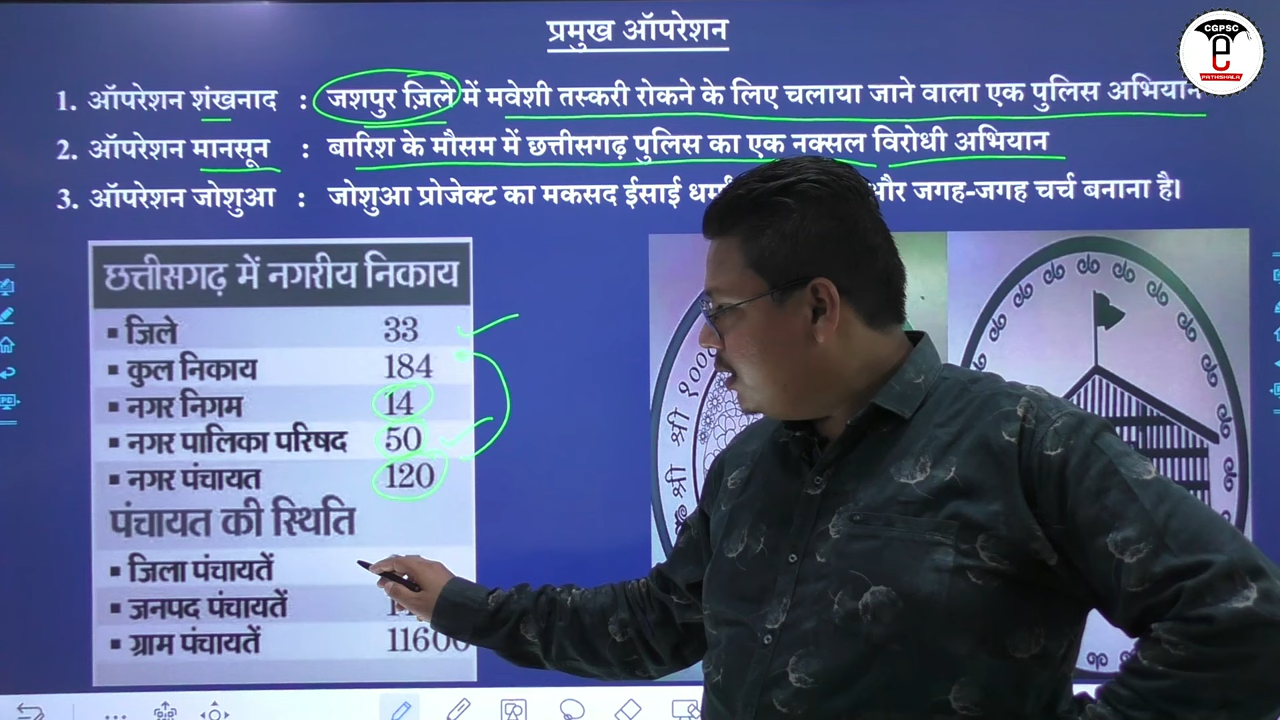 प्रमुख ऑपरेशन
CGPSC
e
PATHSHALA
1. ऑपरेशन शंखनाद : जशपुर ज़िले में मवेशी तस्करी रोकने के लिए चलाया जाने वाला एक पुलिस अभियान
2. ऑपरेशन मानसून : बारिश के मौसम में छत्तीसगढ़ पुलिस का एक नक्सल विरोधी अभियान
3. ऑपरेशन जोशुआ : जोशुआ प्रोजेक्ट का मकसद ईसाई और जगह-जगह चर्च बनाना है।
छत्तीसगढ़ में नगरीय निकाय
▪ जिले 33
▪ कुल निकाय 184
▪ नगर निगम 14
▪ नगर पालिका परिषद 50
▪ नगर पंचायत 120
पंचायत की स्थिति
▪ जिला पंचायतें
▪ जनपद पंचायतें
▪ ग्राम पंचायतें 11600
श्री श्री १००